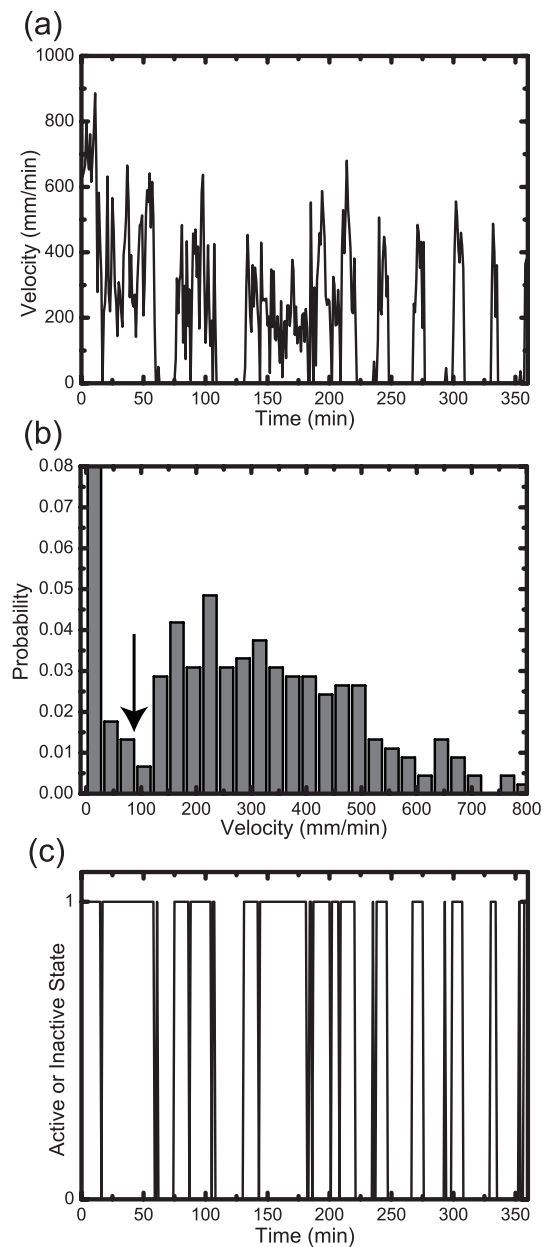 (a)
1000
800
600
400
200
0
Velocity (mm/min)
0 50 100 150 200 250 300 350
Time (min)
(b)
0.08
0.07
0.06
0.05
0.04
0.03
0.02
0.01
0.00
Probability
0 100 200 300 400 500 600 700 800
Velocity (mm/min)
(c)
1
0
Active or Inactive State
0 50 100 150 200 250 300 350
Time (min)